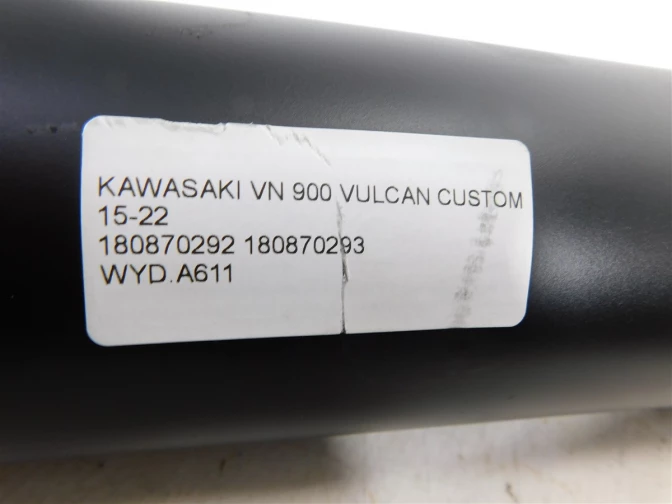 KAWASAKI VN 900 VULCAN CUSTOM
15-22
180870292 180870293
WYD.A611